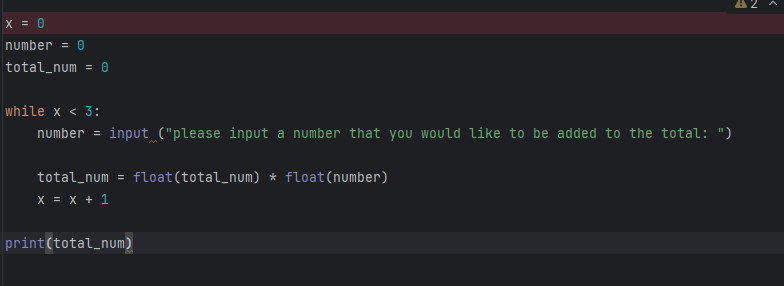 2
x = 0
number = 0
total_num = 0
while x < 3:
    number = input ("please input a number that you would like to be added to the total: ")
    total_num = float(total_num) * float(number)
    x = x + 1
print(total_num)